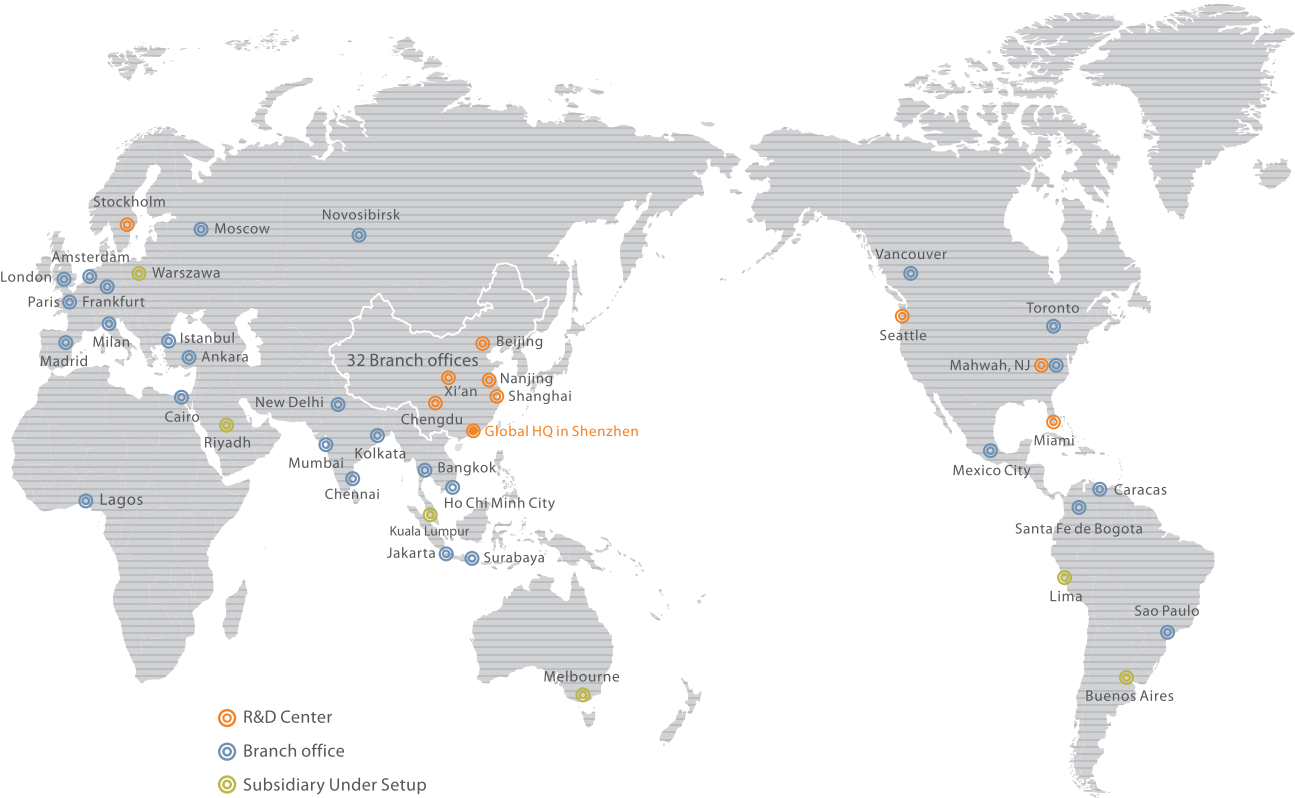 Stockholm
Moscow
Novosibirsk
Amsterdam
Warszawa
London
Paris
Frankfurt
Milan
Istanbul
Madrid
Ankara
Cairo
Riyadh
Lagos
32 Branch offices
Beijing
Nanjing
Xi'an
Shanghai
New Delhi
Chengdu
Global HQ in Shenzhen
Mumbai
Kolkata
Chennai
Bangkok
Ho Chi Minh City
Kuala Lumpur
Jakarta
Surabaya
Melbourne
Vancouver
Seattle
Toronto
Mahwah, NJ
Miami
Mexico City
Caracas
Santa Fe de Bogota
Lima
Sao Paulo
Buenos Aires
R&D Center
Branch office
Subsidiary Under Setup